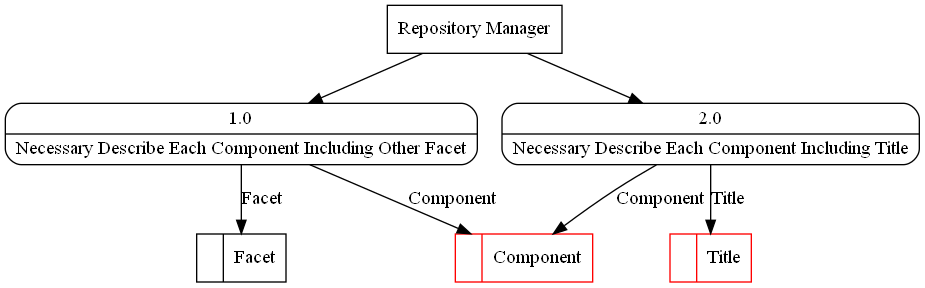 Repository Manager
1.0
2.0
Necessary Describe Each Component Including Other Facet
Necessary Describe Each Component Including Title
Facet
Component
Component
Title
Facet
Component
Title